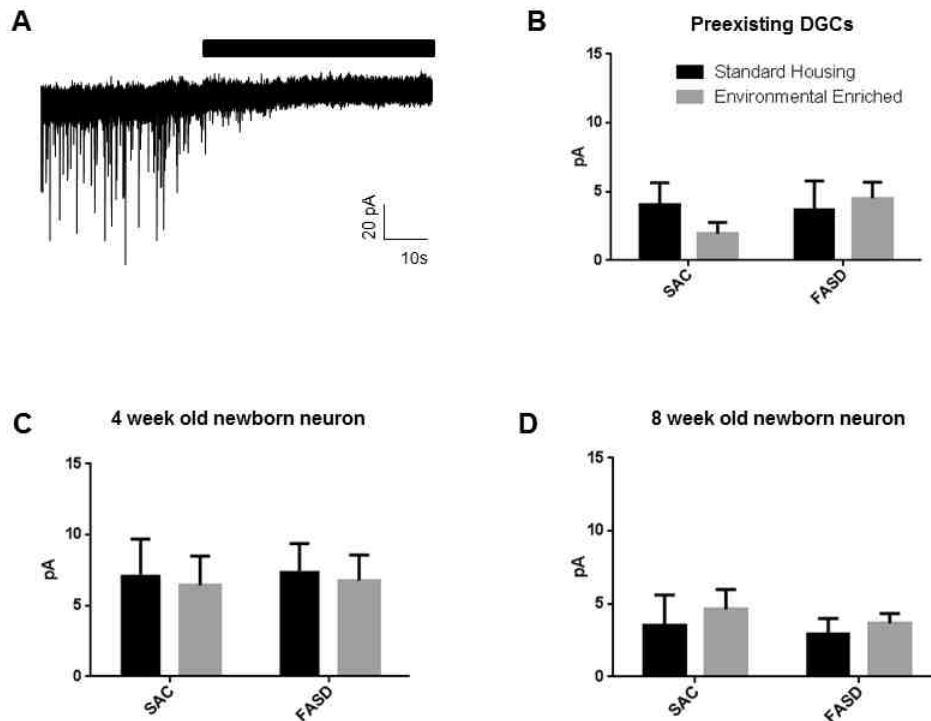 A
20 pA
10s
B
Preexisting DGCs
15
10
5
0
pA
Standard Housing
Environmental Enriched
SAC
FASD
C
4 week old newborn neuron
15
10
5
0
pA
SAC
FASD
D
8 week old newborn neuron
15
10
5
0
pA
SAC
FASD